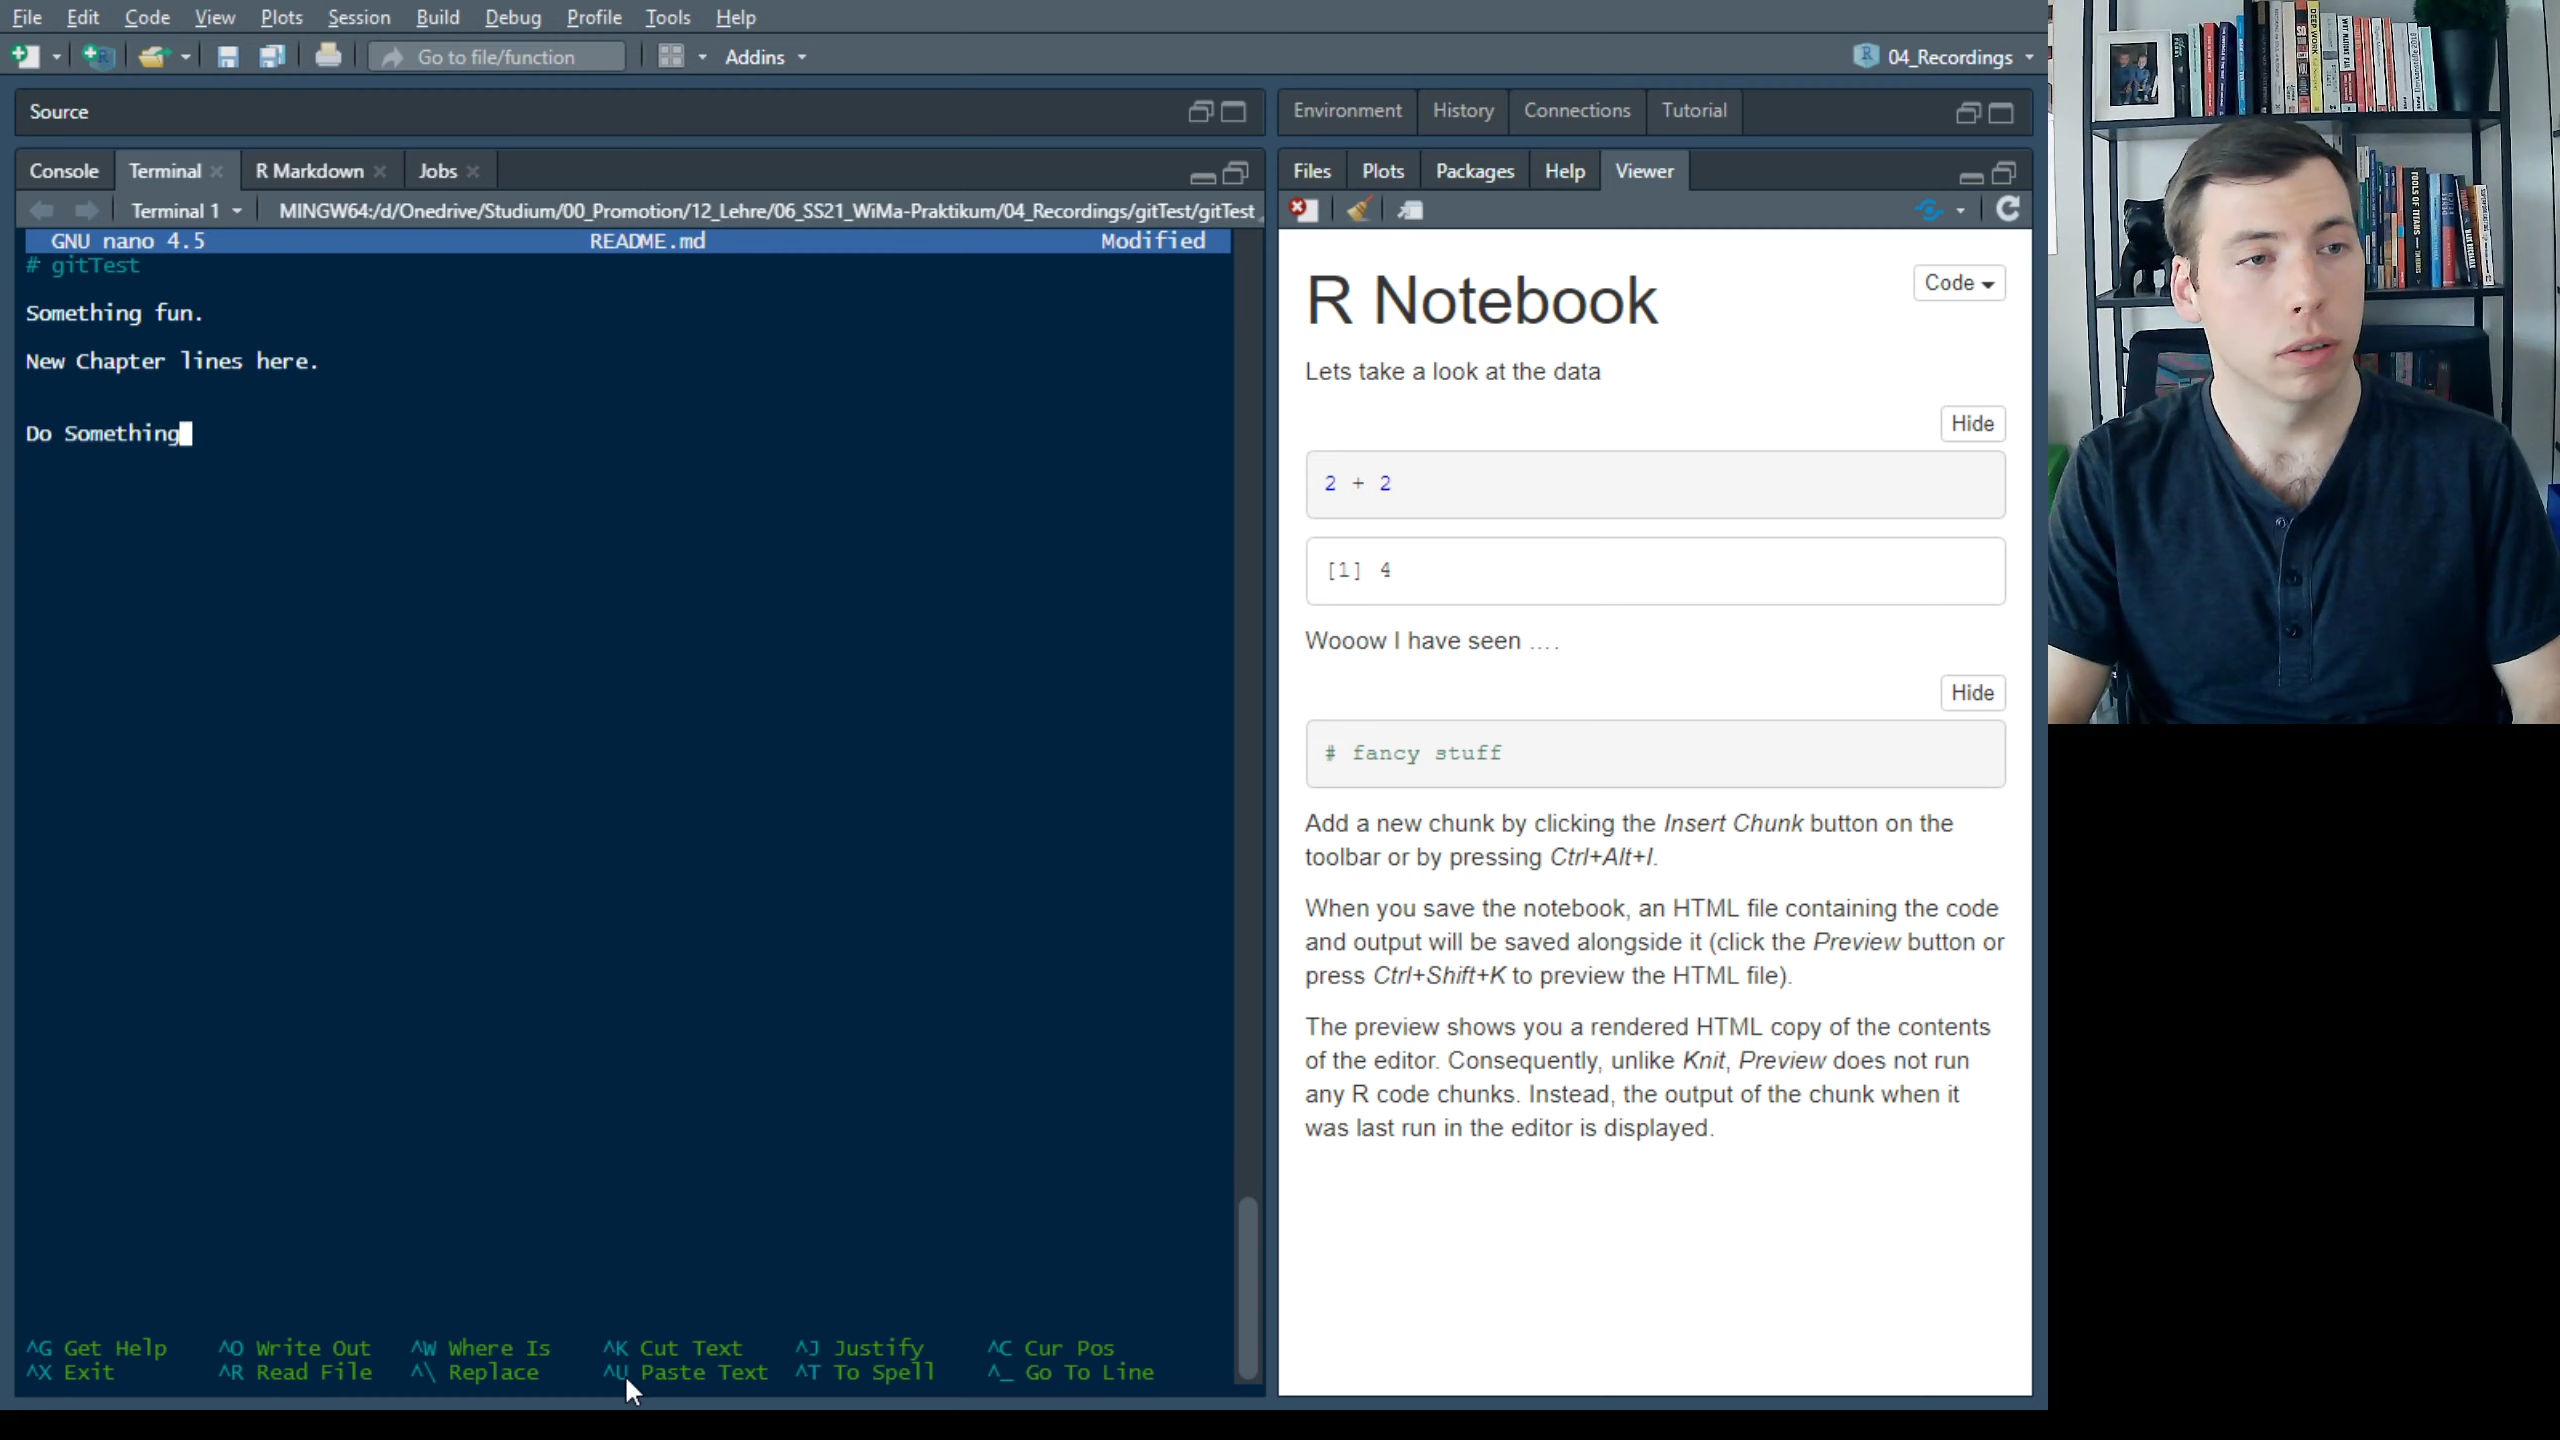 File Edit Code View Plots Session Build Debug Profile Tools Help
Go to file/function Addins 04_Recordings
Source
Environment History Connections Tutorial
Console Terminal R Markdown Jobs
Files Plots Packages Help Viewer
Terminal 1 MINGW64:/d/Onedrive/Studium/00_Promotion/12_Lehre/06_SS21_WiMa-Praktikum/04_Recordings/gitTest/gitTest
GNU nano 4.5 README.md Modified
# gitTest
Something fun.
New Chapter lines here.
Do Something
^G Get Help ^O Write Out ^W Where Is ^K Cut Text ^J Justify ^C Cur Pos
^X Exit ^R Read File ^\ Replace ^U Paste Text ^T To Spell ^_ Go To Line
R Notebook
Code
Lets take a look at the data
Hide
2 + 2
[1] 4
Wooow I have seen ….
Hide
# fancy stuff
Add a new chunk by clicking the Insert Chunk button on the
toolbar or by pressing Ctrl+Alt+I.
When you save the notebook, an HTML file containing the code
and output will be saved alongside it (click the Preview button or
press Ctrl+Shift+K to preview the HTML file).
The preview shows you a rendered HTML copy of the contents
of the editor. Consequently, unlike Knit, Preview does not run
any R code chunks. Instead, the output of the chunk when it
was last run in the editor is displayed.
DEEP WORK
TOOLS OF TITANS